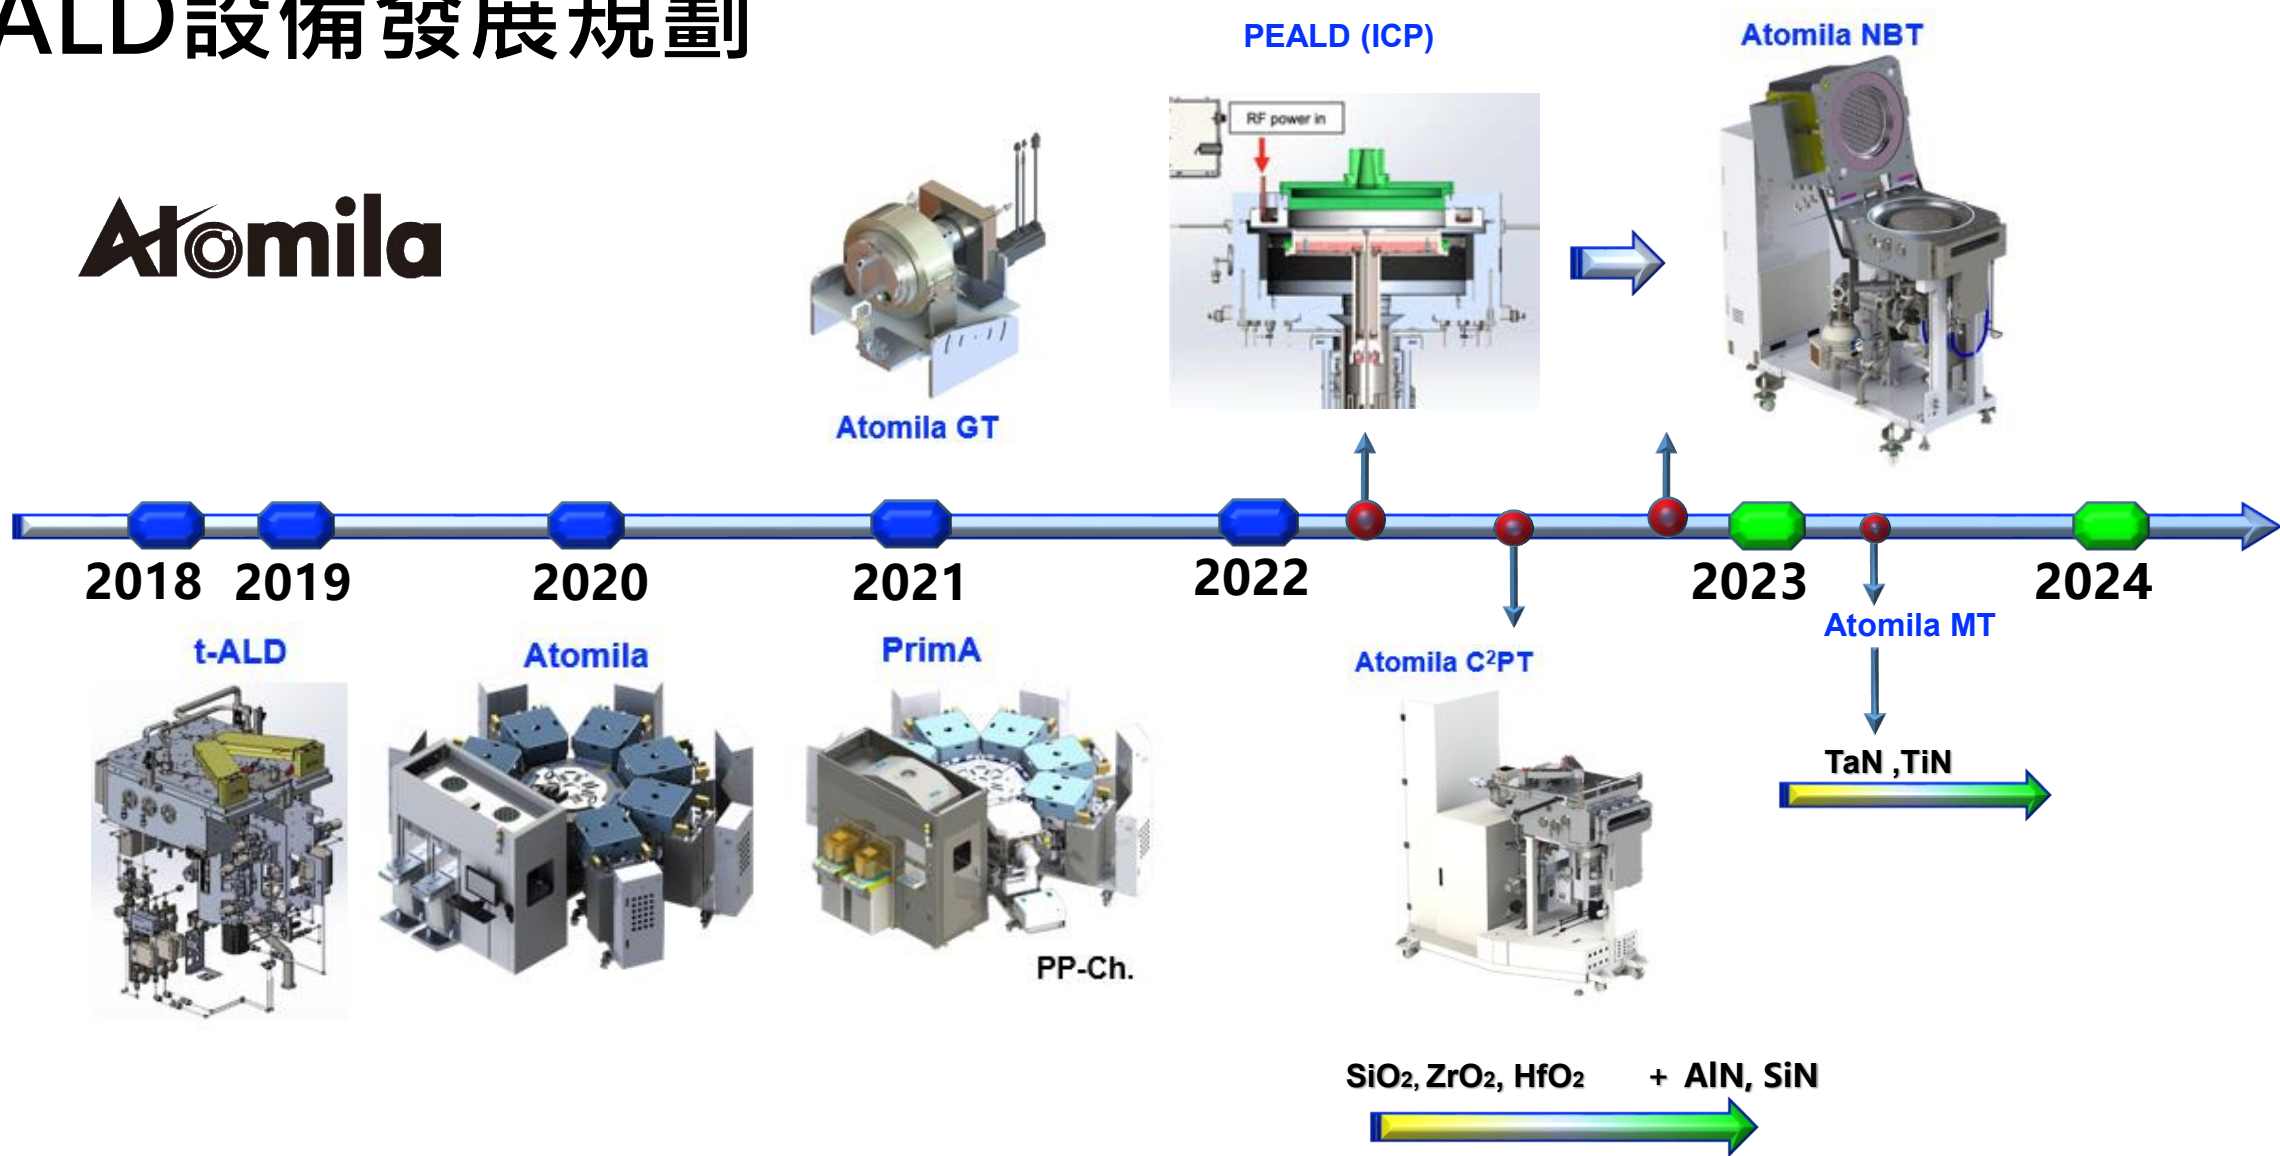 ALD設備發展規劃
PEALD (ICP)
Atomila NBT
RF power in
Atomila
Atomila GT
2018 2019 2020 2021 2022 2023 2024
t-ALD
Atomila
PrimA
Atomila C²PT
Atomila MT
TaN ,TiN
PP-Ch.
SiO₂, ZrO₂, HfO₂ + AlN, SiN